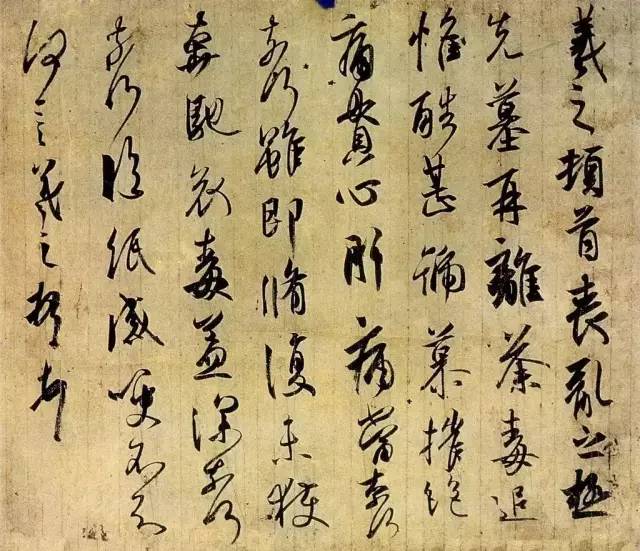 羲之頓首喪亂之極
先墓再離荼毒追
惟酷甚號慕摧絕
痛貫心肝痛當奈何
奈何雖即脩復未獲
奔馳哀毒益深奈何
奈何臨紙感哽不知
何言羲之頓首